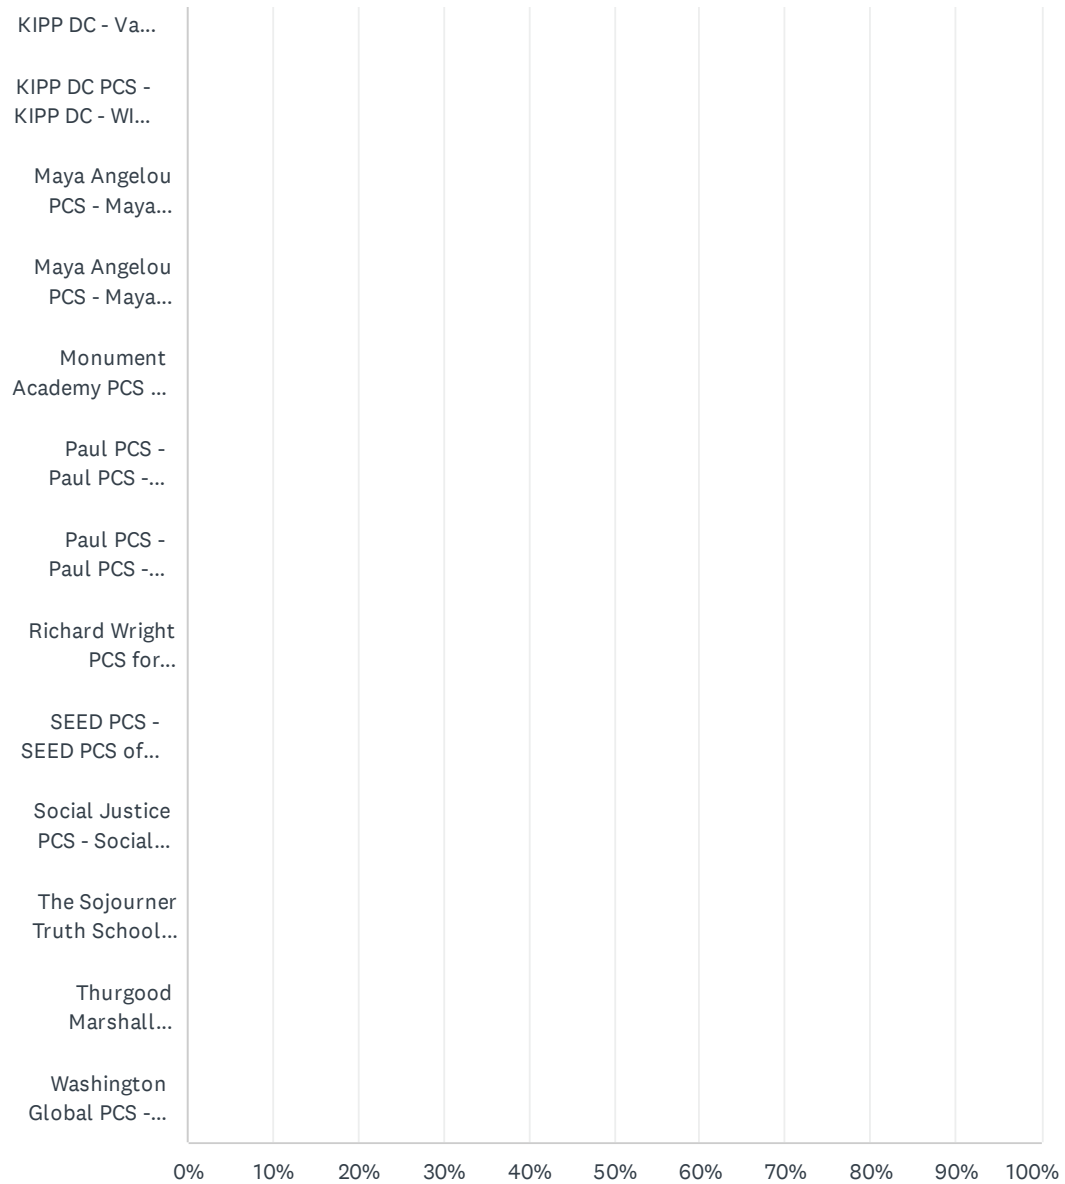 KIPP DC - Va...
KIPP DC PCS -
KIPP DC - WI...
Maya Angelou
PCS - Maya...
Maya Angelou
PCS - Maya...
Monument
Academy PCS ...
Paul PCS -
Paul PCS -...
Paul PCS -
Paul PCS -...
Richard Wright
PCS for...
SEED PCS -
SEED PCS of...
Social Justice
PCS - Social...
The Sojourner
Truth School...
Thurgood
Marshall...
Washington
Global PCS -...
0% 10% 20% 30% 40% 50% 60% 70% 80% 90% 100%